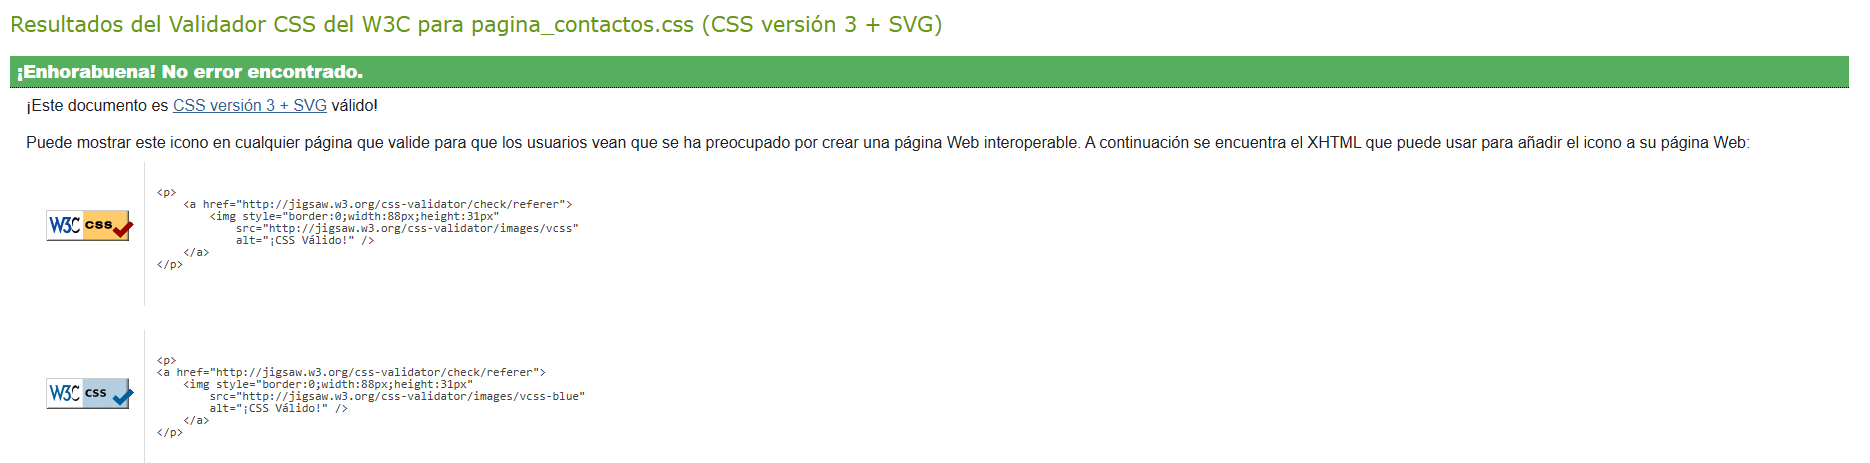 Resultados del Validador CSS del W3C para pagina_contactos.css (CSS versión 3 + SVG)
¡Enhorabuena! No error encontrado.
¡Este documento es CSS versión 3 + SVG válido!
Puede mostrar este icono en cualquier página que valide para que los usuarios vean que se ha preocupado por crear una página Web interoperable. A continuación se encuentra el XHTML que puede usar para añadir el icono a su página Web:
W3C css
<p>
    <a href="http://jigsaw.w3.org/css-validator/check/referer">
        <img style="border:0;width:88px;height:31px"
            src="http://jigsaw.w3.org/css-validator/images/vcss"
            alt="¡CSS Válido!" />
    </a>
</p>
W3C css
<p>
<a href="http://jigsaw.w3.org/css-validator/check/referer">
    <img style="border:0;width:88px;height:31px"
        src="http://jigsaw.w3.org/css-validator/images/vcss-blue"
        alt="¡CSS Válido!" />
    </a>
</p>